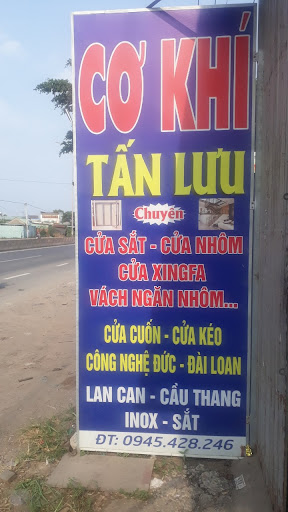 CƠ KHÍ
TẤN LƯU
Chuyên
CỬA SẮT - CỬA NHÔM
CỬA XINGFA
VÁCH NGĂN NHÔM...
CỬA CUỐN - CỬA KÉO
CÔNG NGHỆ ĐỨC - ĐÀI LOAN
LAN CAN - CẦU THANG
INOX - SẮT
ĐT: 0945.428.246